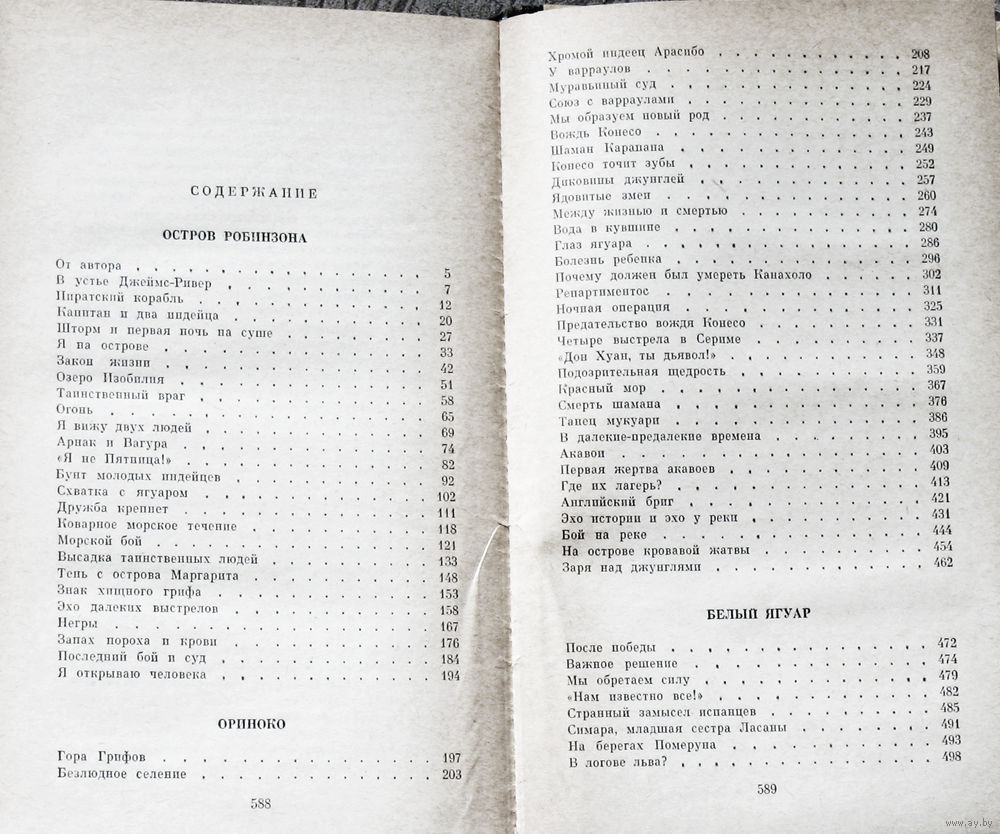 СОДЕРЖАНИЕ
ОСТРОВ РОБИНЗОНА
От автора 5
В устье Джеймс-Ривер 7
Пиратский корабль 12
Капитан и два индейца 20
Шторм и первая ночь на суше 27
Я на острове 33
Закон жизни 42
Озеро Изобилия 51
Таинственный враг 58
Огонь 65
Я вижу двух людей 69
Арнак и Вагура 74
«Я не Пятница!» 82
Бунт молодых индейцев 92
Схватка с ягуаром 102
Дружба крепнет 111
Коварное морское течение 118
Морской бой 121
Высадка таинственных людей 133
Тень с острова Маргарита 148
Знак хищного грифа 153
Эхо далеких выстрелов 158
Негры 167
Запах пороха и крови 176
Последний бой и суд 184
Я открываю человека 194
ОРИНОКО
Гора Грифов 197
Безлюдное селение 203
588
Хромой индеец Арасибо 208
У варраулов 217
Муравьиный суд 224
Союз с варраулами 229
Мы образуем новый род 237
Вождь Конесо 243
Шаман Карапана 249
Конесо точит зубы 252
Диковины джунглей 257
Ядовитые змеи 260
Между жизнью и смертью 274
Вода в кувшине 280
Глаз ягуара 286
Болезнь ребенка 296
Почему должен был умереть Канахоло 302
Репартимиентос 311
Ночная операция 325
Предательство вождя Конесо 331
Четыре выстрела в Сериме 337
«Дон Хуан, ты дьявол!» 348
Подозрительная щедрость 359
Красный мор 367
Смерть шамана 376
Танец мукуари 386
В далекие-предалекие времена 395
Акавои 403
Первая жертва акавоев 409
Где их лагерь? 413
Английский бриг 421
Эхо истории и эхо у реки 431
Бой на реке 444
На острове кровавой жатвы 454
Заря над джунглями 462
БЕЛЫЙ ЯГУАР
После победы 472
Важное решение 474
Мы обретаем силу 479
«Нам известно все!» 482
Странный замысел испанцев 485
Симара, младшая сестра Ласаны 491
На берегах Померуна 493
В логове льва? 498
589
www.ay.by